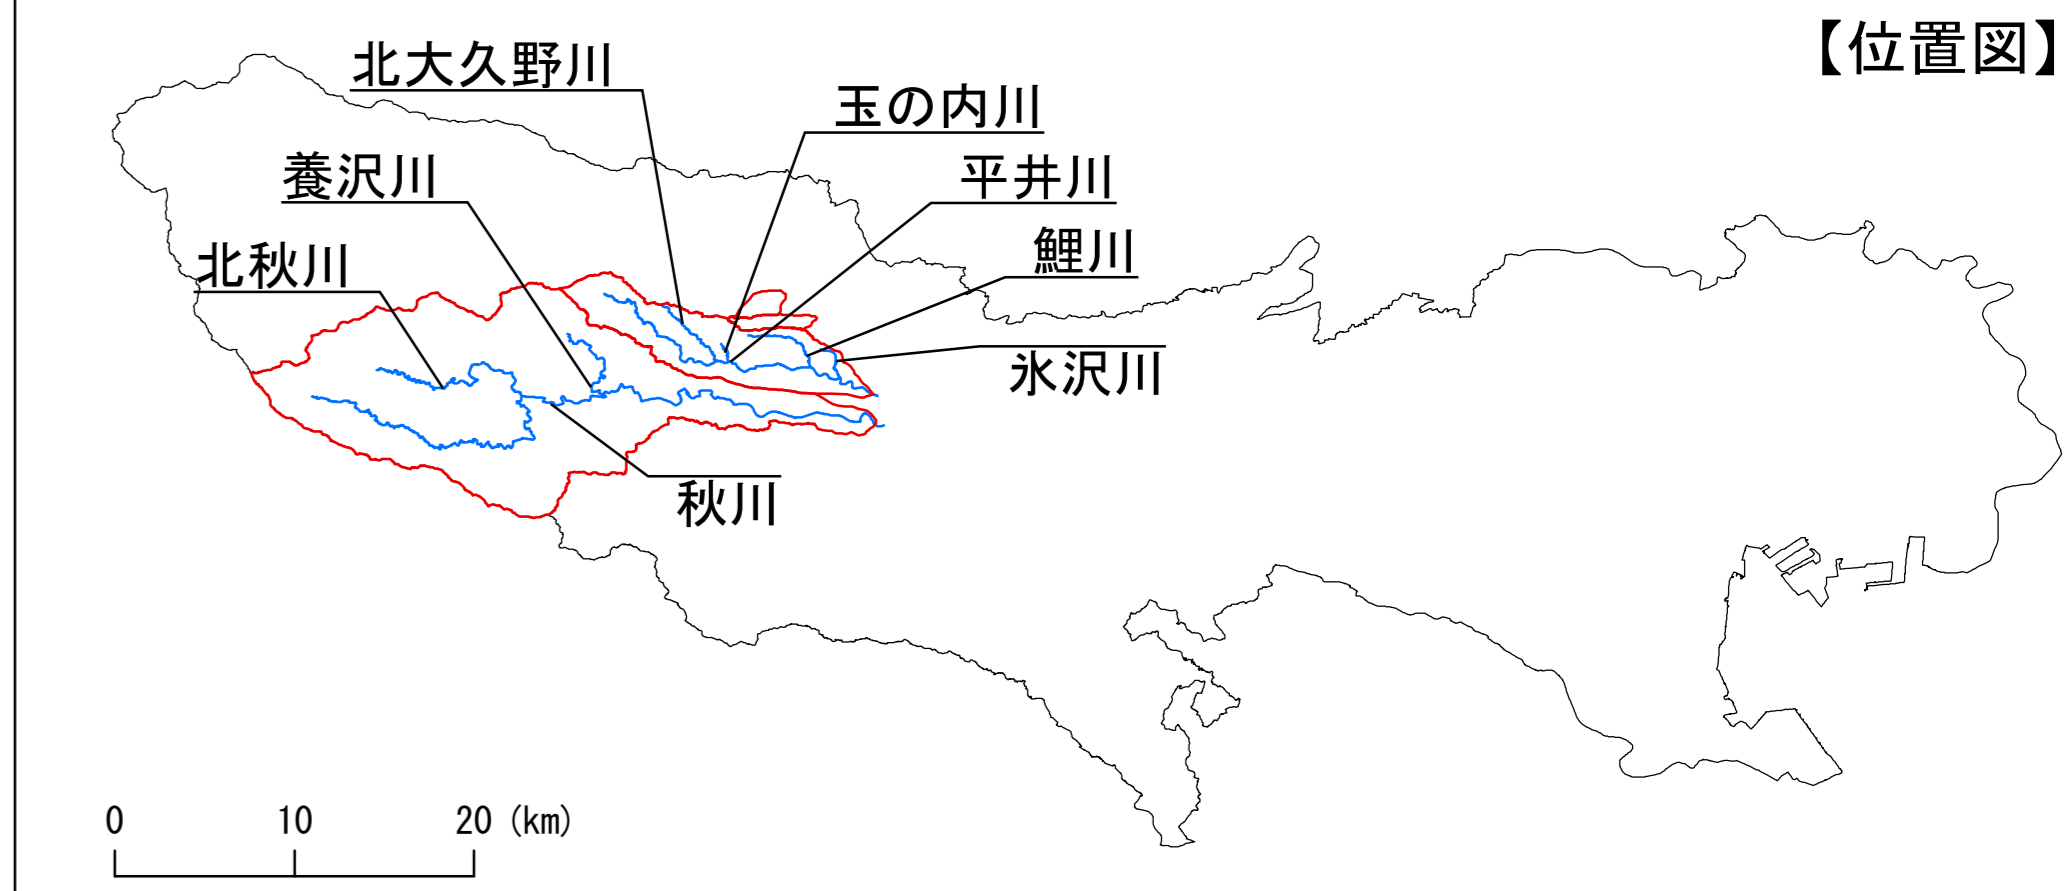 【位置図】
北大久野川
玉の内川
養沢川
平井川
鯉川
北秋川
氷沢川
秋川
0 10 20 (km)